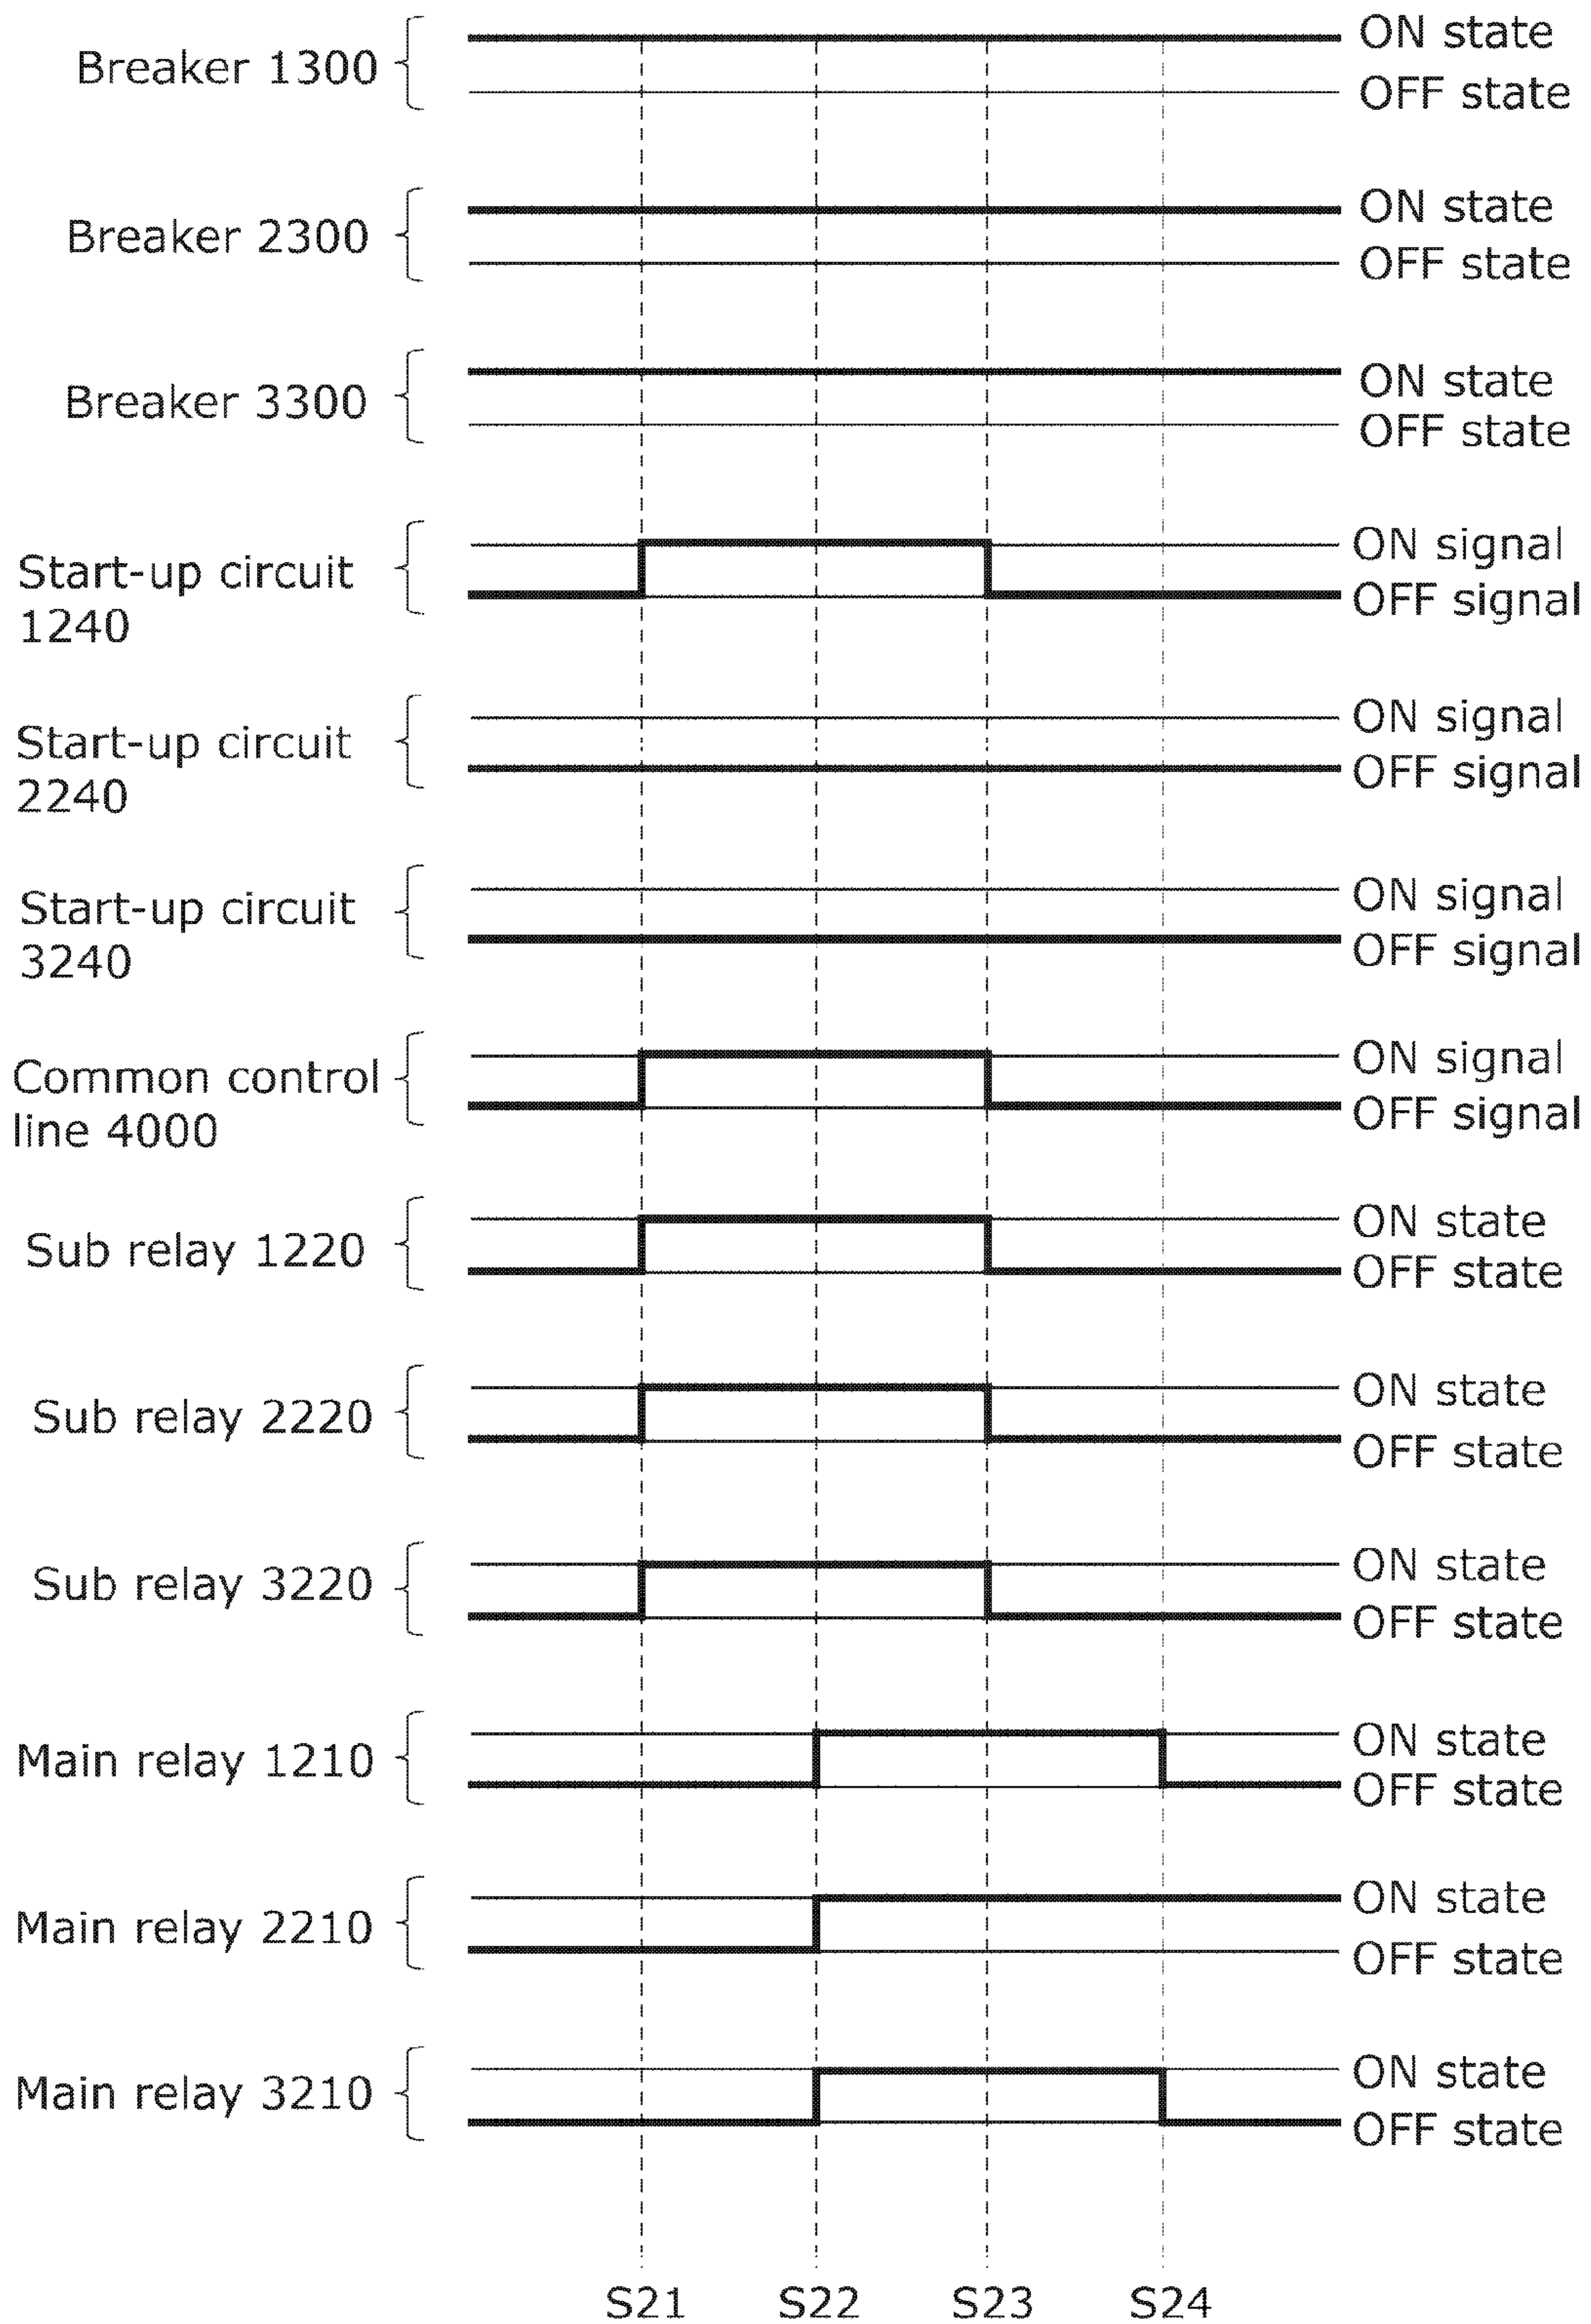 Breaker 1300
ON state
OFF state
Breaker 2300
ON state
OFF state
Breaker 3300
ON state
OFF state
Start-up circuit
1240
ON signal
OFF signal
Start-up circuit
2240
ON signal
OFF signal
Start-up circuit
3240
ON signal
OFF signal
Common control
line 4000
ON signal
OFF signal
Sub relay 1220
ON state
OFF state
Sub relay 2220
ON state
OFF state
Sub relay 3220
ON state
OFF state
Main relay 1210
ON state
OFF state
Main relay 2210
ON state
OFF state
Main relay 3210
ON state
OFF state
S21 S22 S23 S24